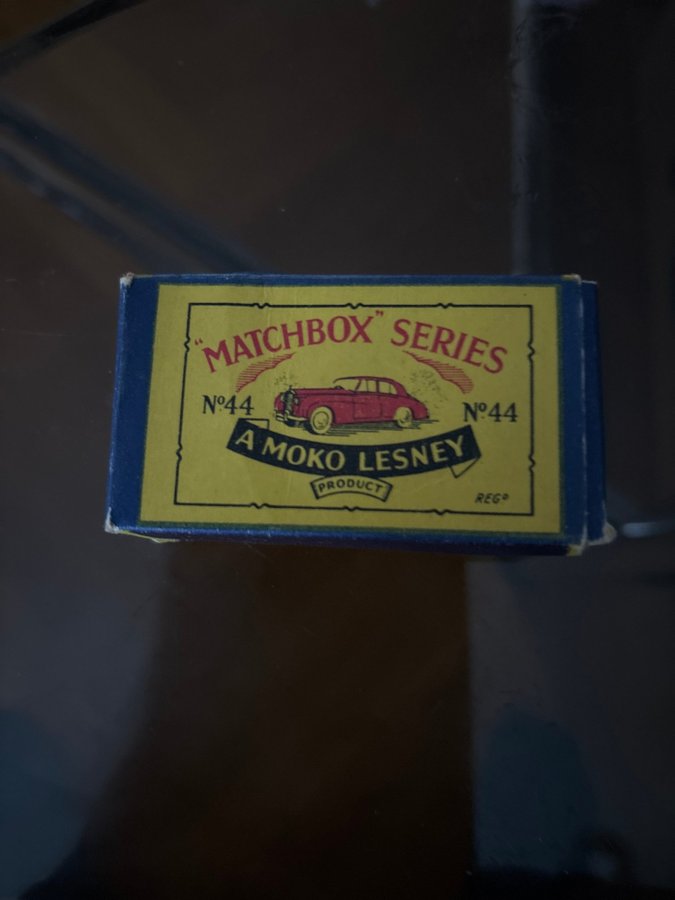 "MATCHBOX" SERIES
Nº44
Nº44
A MOKO LESNEY
PRODUCT
REGD